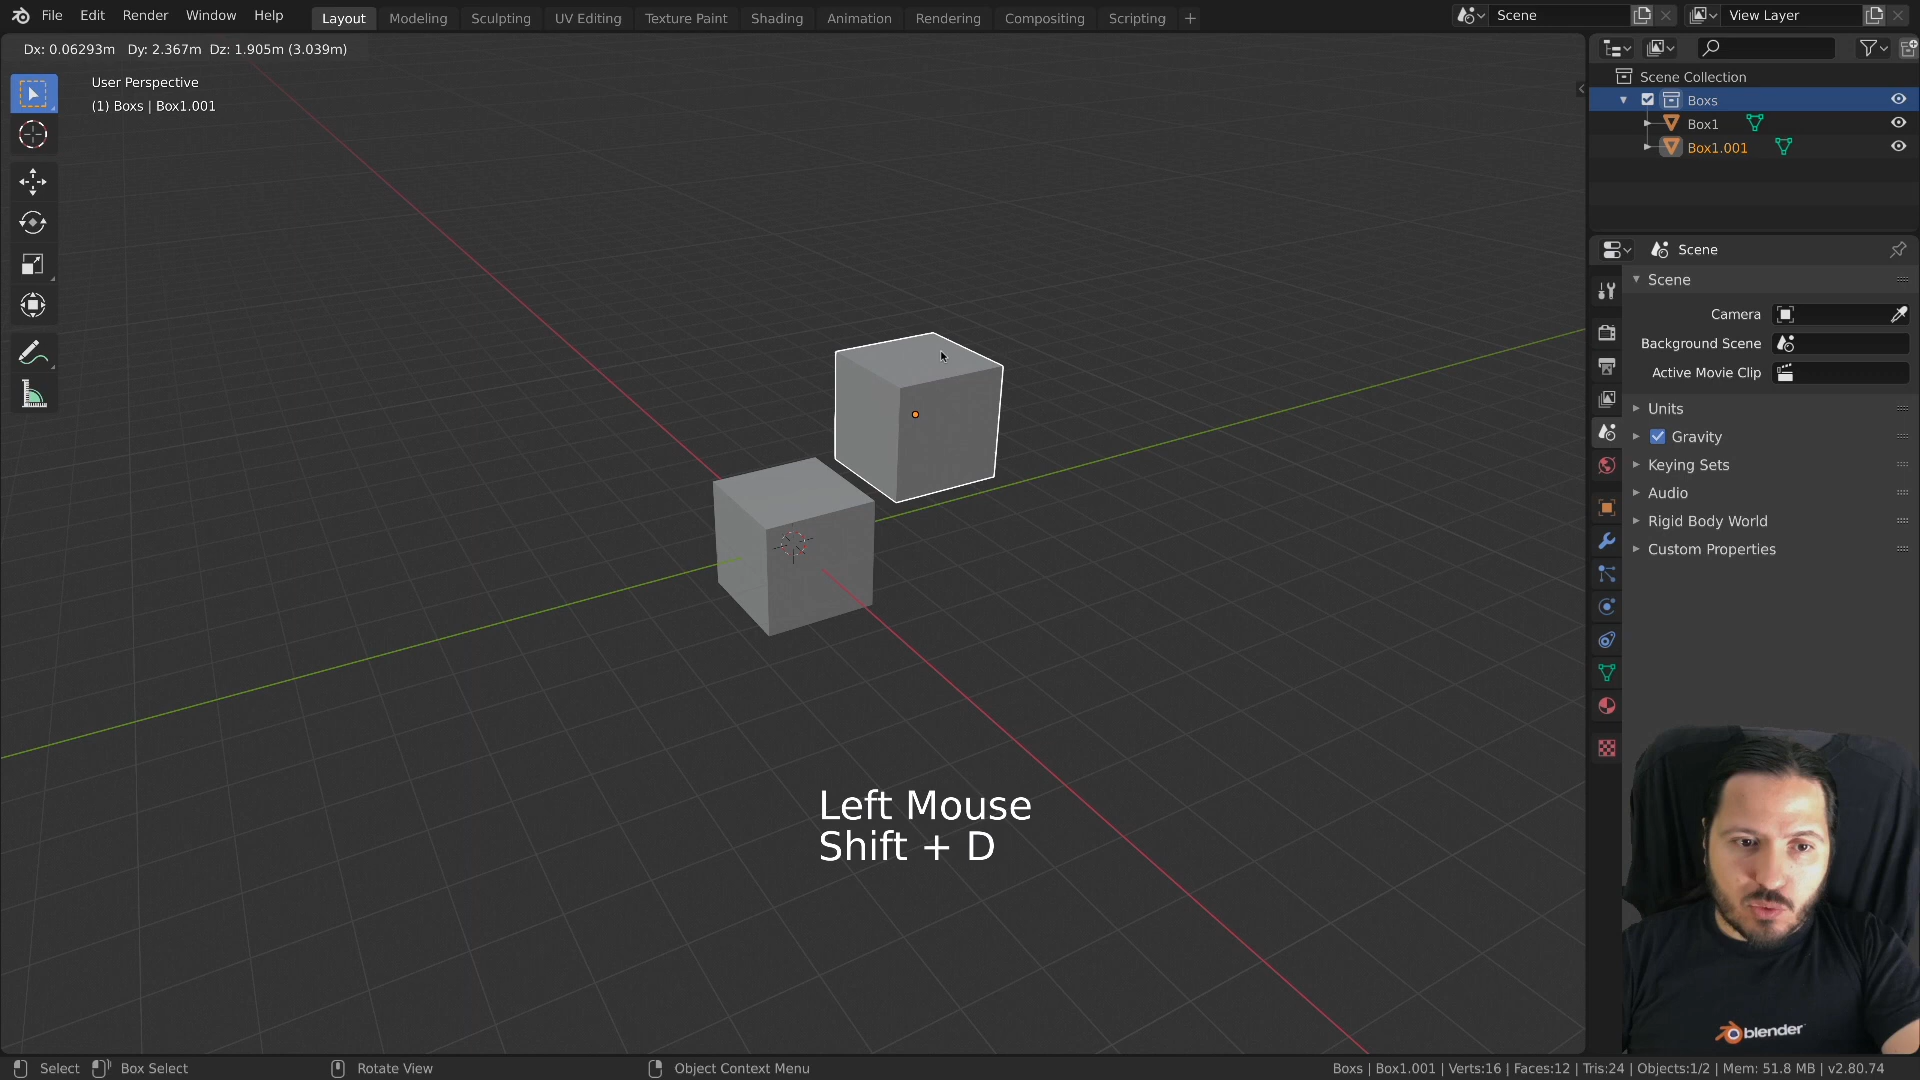 File Edit Render Window Help
Layout Modeling Sculpting UV Editing Texture Paint Shading Animation Rendering Compositing Scripting +
Scene
View Layer
Dx: 0.06293m Dy: 2.367m Dz: 1.905m (3.039m)
User Perspective
(1) Boxs | Box1.001
Scene Collection
Boxs
Box1
Box1.001
Scene
Scene
Camera
Background Scene
Active Movie Clip
Units
Gravity
Keying Sets
Audio
Rigid Body World
Custom Properties
Left Mouse
Shift + D
blender
Select Box Select Rotate View Object Context Menu
Boxs | Box1.001 | Verts:16 | Faces:12 | Tris:24 | Objects:1/2 | Mem: 51.8 MB | v2.80.74